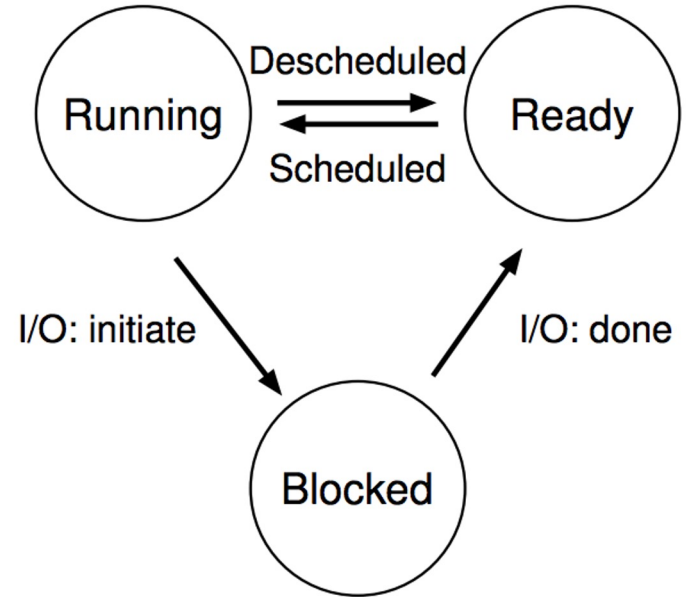 Descheduled
Running
Ready
Scheduled
I/O: initiate
I/O: done
Blocked